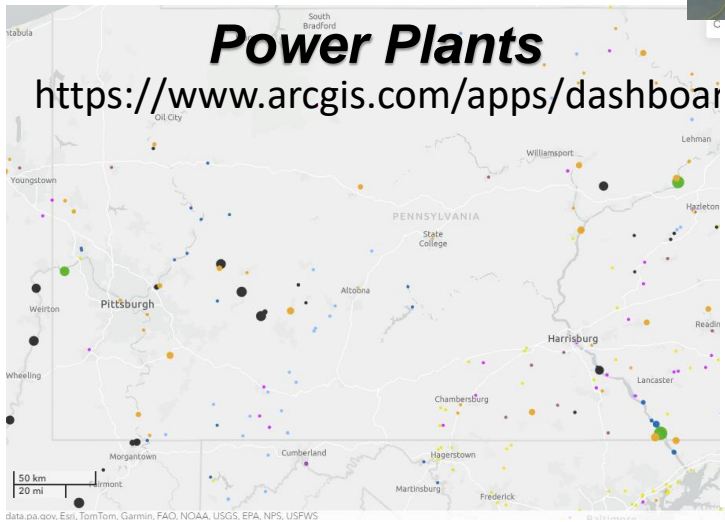 South
Bradford
Power Plants
https://www.arcgis.com/apps/dashboar
Oil City
Lehman
Williamsport
Youngstown
Hazleton
PENNSYLVANIA
State
College
Altoona
Pittsburgh
Weirton
Harrisburg
Readin
Wheeling
Lancaster
Chambersburg
Morgantown
Cumberland
Hagerstown
50 km
20 mi
Fairmont
Martinsburg
Frederick
Baltimore
data.pa.gov, Esri, TomTom, Garmin, FAO, NOAA, USGS, EPA, NPS, USFWS